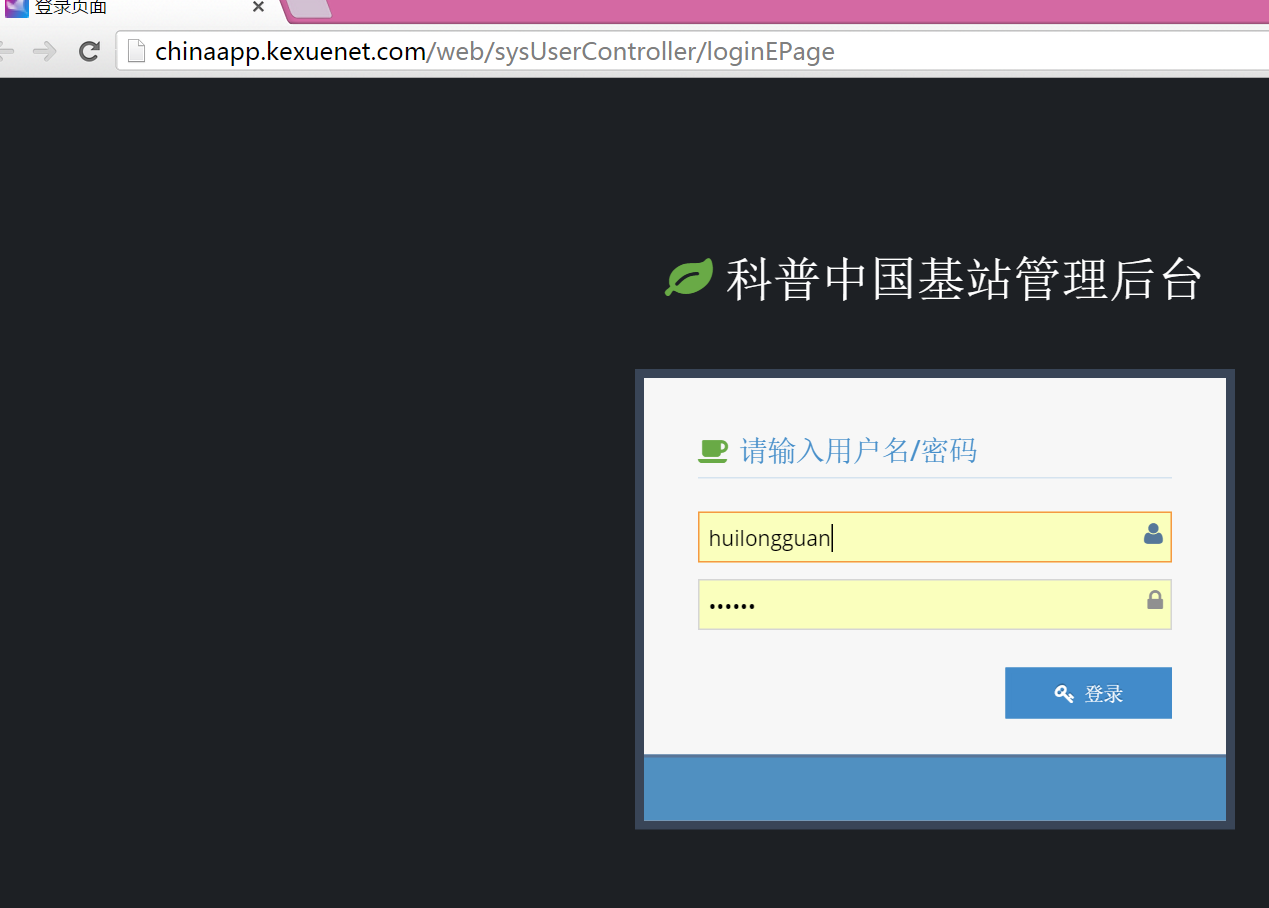 登录页面
chinaapp.kexuenet.com/web/sysUserController/loginEPage
科普中国基站管理后台
请输入用户名/密码
huilongguan
••••••
登录